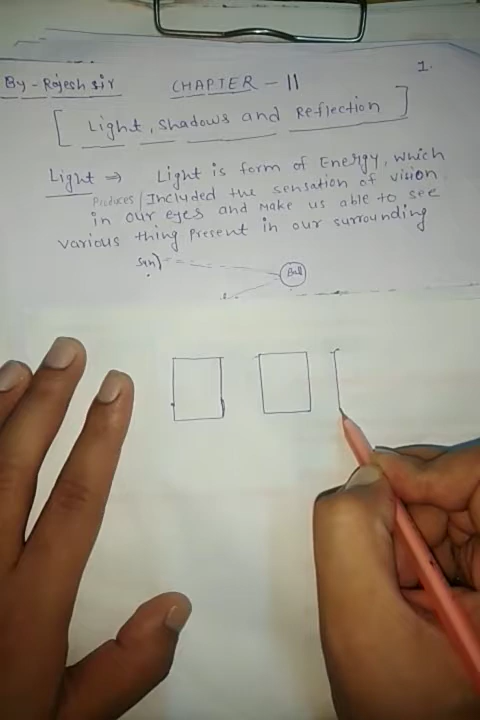 1.
By - Rajesh sir CHAPTER - 11
[ Light, Shadows and Reflection ]
Light ⇒ Light is form of Energy, which
Produces / Included the sensation of vision
in our eyes and Make us able to see
various thing present in our surrounding
Sun
Ball